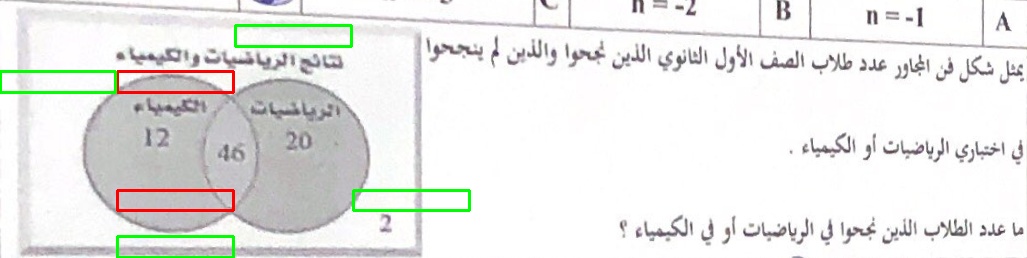 C n = -2 B n = -1 A
يمثل شكل فن المجاور عدد طلاب الصف الأول الثانوي الذين نجحوا والذين لم ينجحوا
في اختباري الرياضيات أو الكيمياء .
ما عدد الطلاب الذين نجحوا في الرياضيات أو في الكيمياء ؟
نتائج الرياضيات والكيمياء
الرياضيات الكيمياء
20 46 12
2